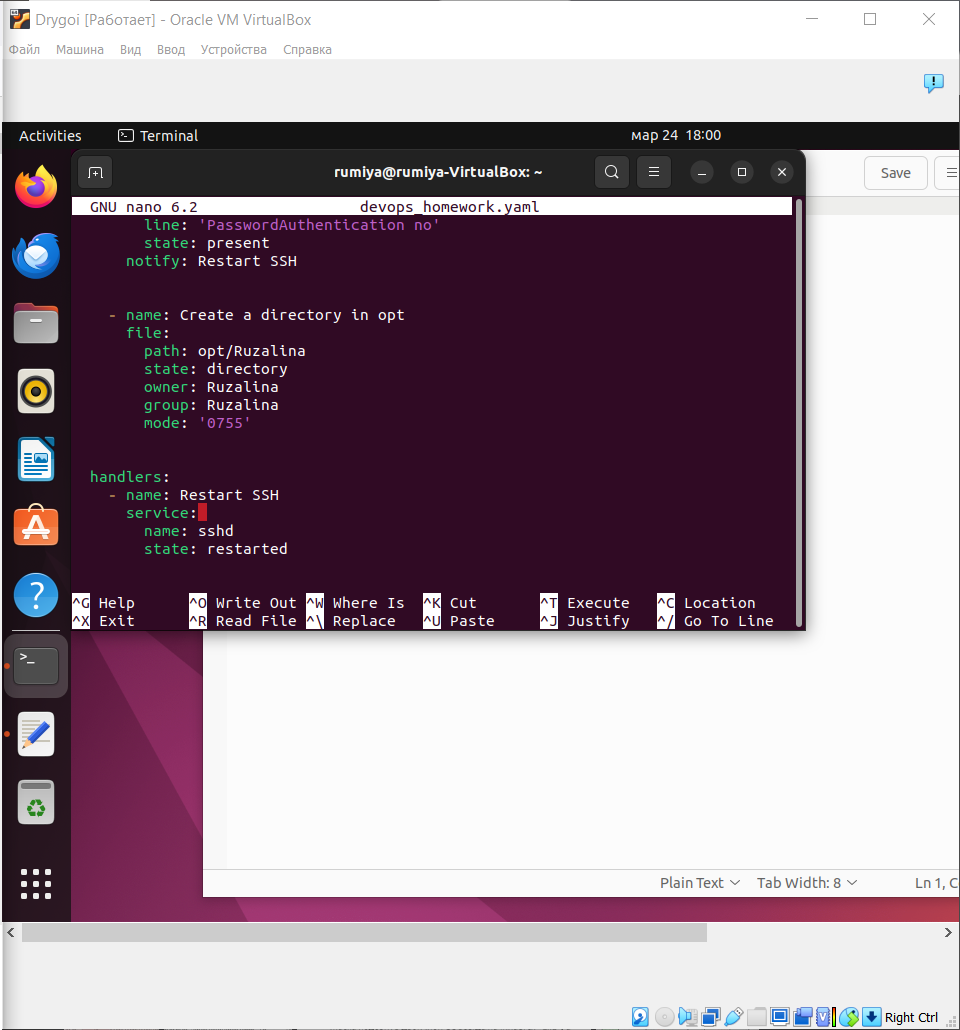 Drygoi [Работает] - Oracle VM VirtualBox
Файл Машина Вид Ввод Устройства Справка
Activities Terminal мар 24 18:00
rumiya@rumiya-VirtualBox: ~
Save
GNU nano 6.2 devops_homework.yaml
line: 'PasswordAuthentication no'
state: present
notify: Restart SSH
- name: Create a directory in opt
file:
path: opt/Ruzalina
state: directory
owner: Ruzalina
group: Ruzalina
mode: '0755'
handlers:
- name: Restart SSH
service:
name: sshd
state: restarted
^G Help ^O Write Out ^W Where Is ^K Cut ^T Execute ^C Location
^X Exit ^R Read File ^\ Replace ^U Paste ^J Justify ^/ Go To Line
Plain Text Tab Width: 8 Ln 1, C
Right Ctrl